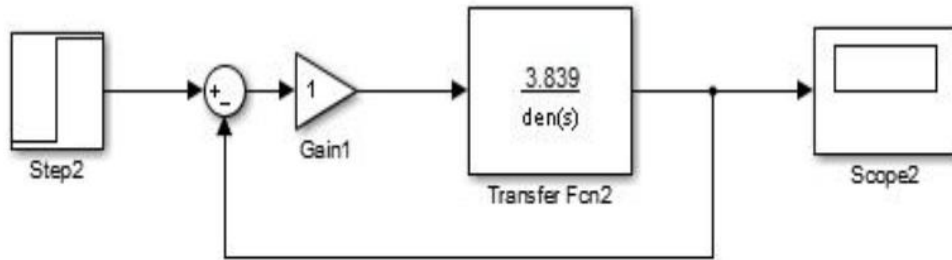 Step2
+
-
1
Gain1
3.839
den(s)
Transfer Fcn2
Scope2